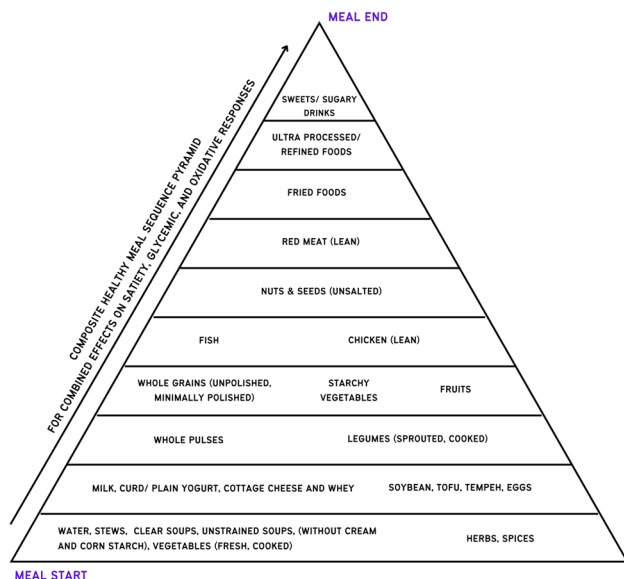 MEAL END
COMPOSITE HEALTHY MEAL SEQUENCE PYRAMID
FOR COMBINED EFFECTS ON SATIETY, GLYCEMIC, AND OXIDATIVE RESPONSES
SWEETS/ SUGARY
DRINKS
ULTRA PROCESSED/
REFINED FOODS
FRIED FOODS
RED MEAT (LEAN)
NUTS & SEEDS (UNSALTED)
FISH
CHICKEN (LEAN)
WHOLE GRAINS (UNPOLISHED,
MINIMALLY POLISHED)
STARCHY
VEGETABLES
FRUITS
WHOLE PULSES
LEGUMES (SPROUTED, COOKED)
MILK, CURD/ PLAIN YOGURT, COTTAGE CHEESE AND WHEY
SOYBEAN, TOFU, TEMPEH, EGGS
WATER, STEWS, CLEAR SOUPS, UNSTRAINED SOUPS, (WITHOUT CREAM
AND CORN STARCH), VEGETABLES (FRESH, COOKED)
HERBS, SPICES
MEAL START